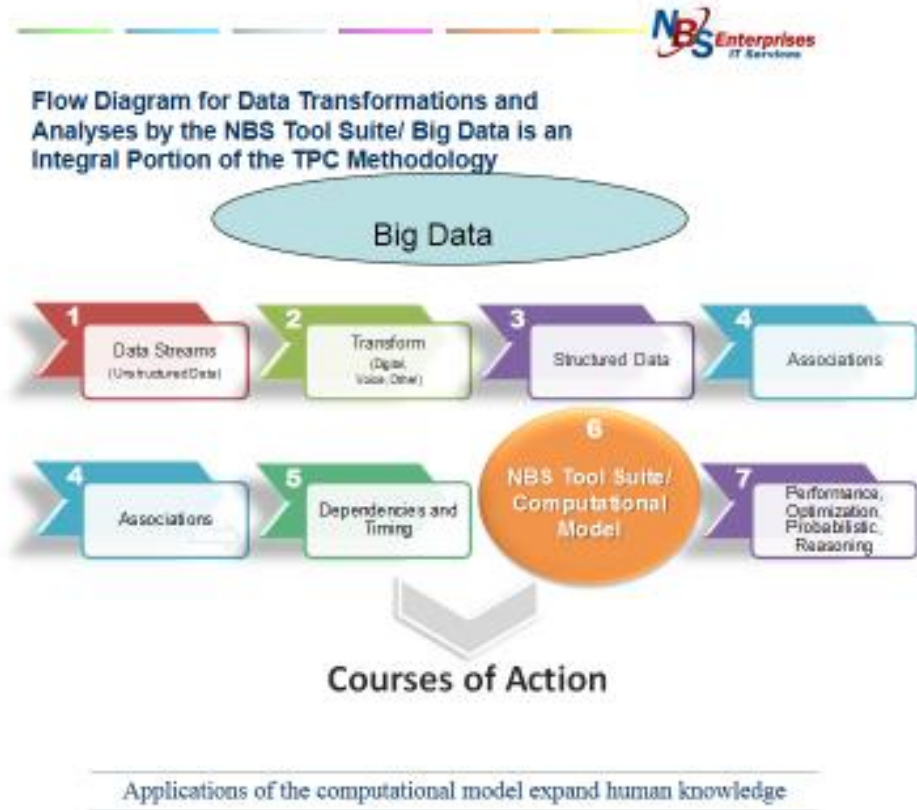 NBS Enterprises
IT Services
Flow Diagram for Data Transformations and
Analyses by the NBS Tool Suite/ Big Data is an
Integral Portion of the TPC Methodology
Big Data
1
Data Streams
(Unstructured Data)
2
Transform
(Digital,
Voice, Other)
3
Structured Data
4
Associations
4
Associations
5
Dependencies and
Timing
6
NBS Tool Suite/
Computational
Model
7
Performance,
Optimization,
Probabilistic,
Reasoning
Courses of Action
Applications of the computational model expand human knowledge